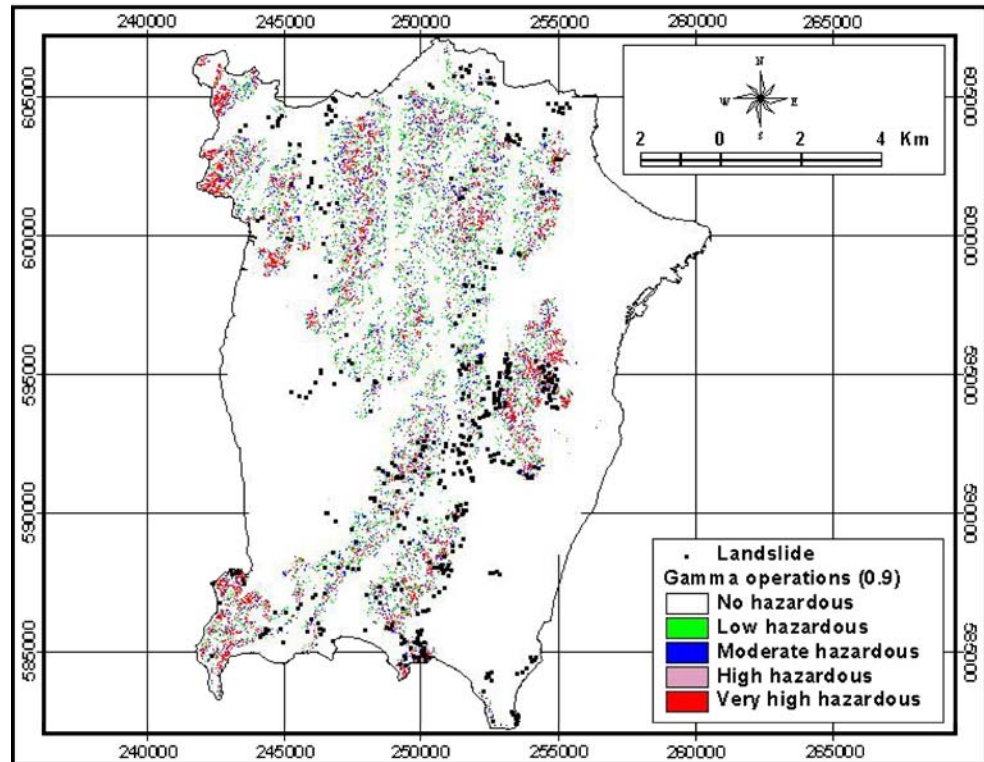 240000 245000 250000 255000 260000 265000
N
W E
S
2 0 2 4 Km
605000 605000
600000 600000
595000 595000
590000 590000
585000 585000
Landslide
Gamma operations (0.9)
No hazardous
Low hazardous
Moderate hazardous
High hazardous
Very high hazardous
240000 245000 250000 255000 260000 265000